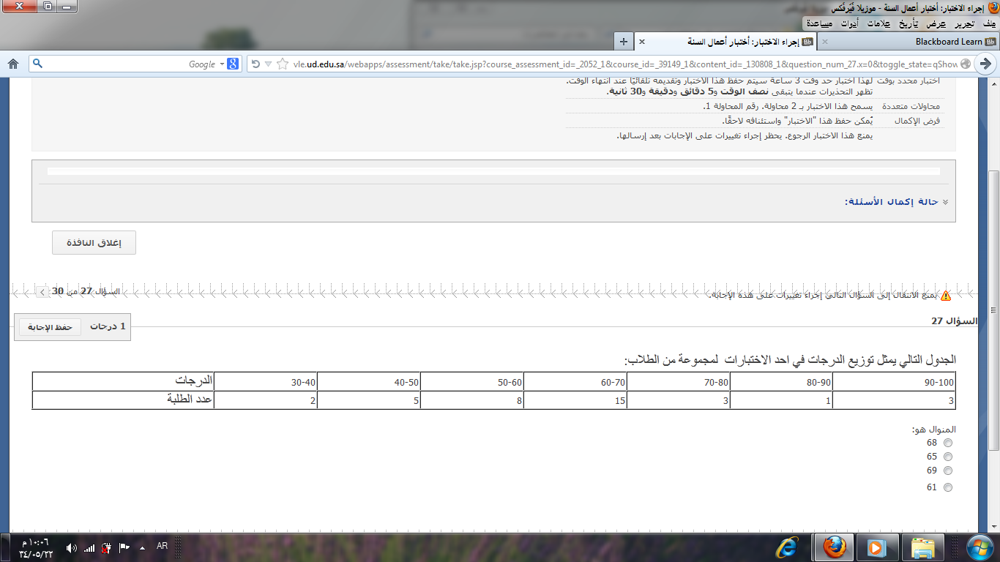 إجراء الاختبار: أختبار أعمال السنة - موزيلا فَيَرفُكس
ملف تحرير عرض تأريخ علامات أدوات مساعدة
Blackboard Learn
إجراء الاختبار: أختبار أعمال السنة
vle.ud.edu.sa/webapps/assessment/take/take.jsp?course_assessment_id=_2052_1&course_id=_39149_1&content_id=_130808_1&question_num_27.x=0&toggle_state=qShow
Google
اختبار محدد بوقت لهذا اختبار حد وقت 3 ساعة سيتم حفظ هذا الاختبار وتقديمه تلقائيًا عند انتهاء الوقت.
تظهر التحذيرات عندما يتبقى نصف الوقت و5 دقائق ودقيقة و30 ثانية.
محاولات متعددة يسمح هذا الاختبار بـ 2 محاولة. رقم المحاولة 1.
فرض الإكمال يُمكن حفظ هذا "الاختبار" واستئنافه لاحقًا.
يمنع هذا الاختبار الرجوع. يحظر إجراء تغييرات على الإجابات بعد إرسالها.
حالة إكمال الأسئلة:
إغلاق النافذة
يمنع الانتقال إلى السؤال التالي إجراء تغييرات على هذه الإجابة.
السؤال 27 من 30
السؤال 27
1 درجات حفظ الإجابة
الجدول التالي يمثل توزيع الدرجات في احد الاختبارات لمجموعة من الطلاب:
الدرجات 30-40 40-50 50-60 60-70 70-80 80-90 90-100
عدد الطلبة 2 5 8 15 3 1 3
المنوال هو:
68
65
69
61
AR
١٠:٠٦ م
٣٤/٠٥/٢٢